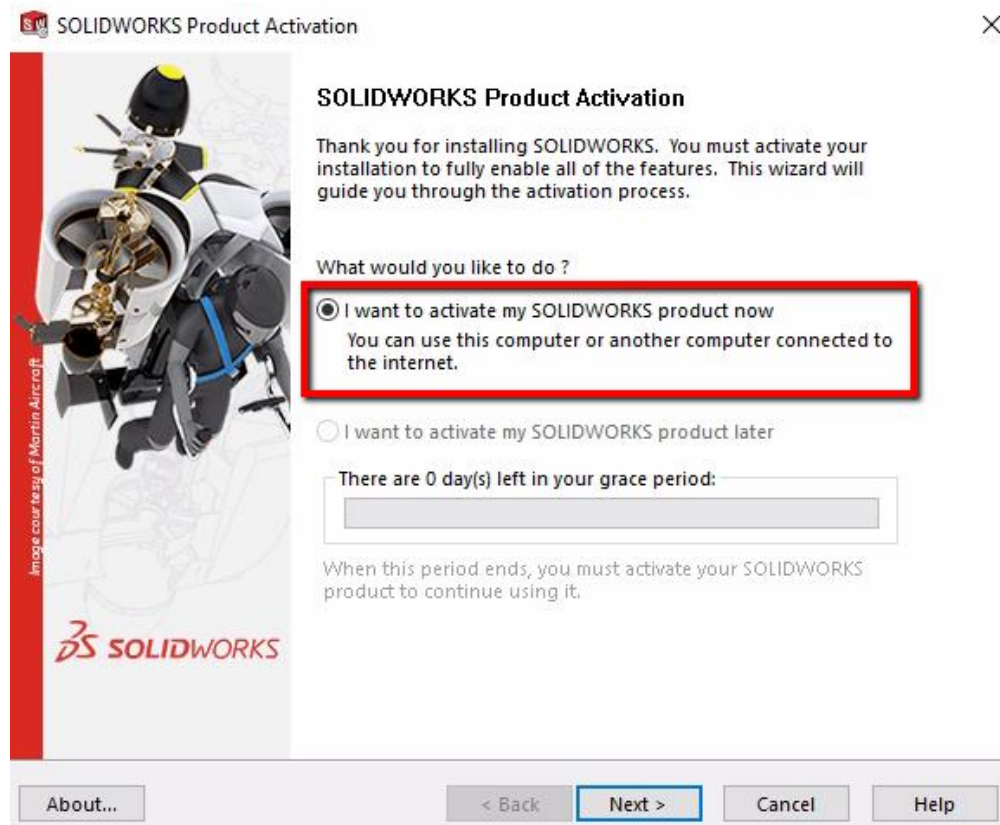 SOLIDWORKS Product Activation
SOLIDWORKS Product Activation
Thank you for installing SOLIDWORKS. You must activate your
installation to fully enable all of the features. This wizard will
guide you through the activation process.
What would you like to do ?
I want to activate my SOLIDWORKS product now
You can use this computer or another computer connected to
the internet.
I want to activate my SOLIDWORKS product later
There are 0 day(s) left in your grace period:
When this period ends, you must activate your SOLIDWORKS
product to continue using it.
Image courtesy of Martin Aircraft
SOLIDWORKS
About...
< Back
Next >
Cancel
Help